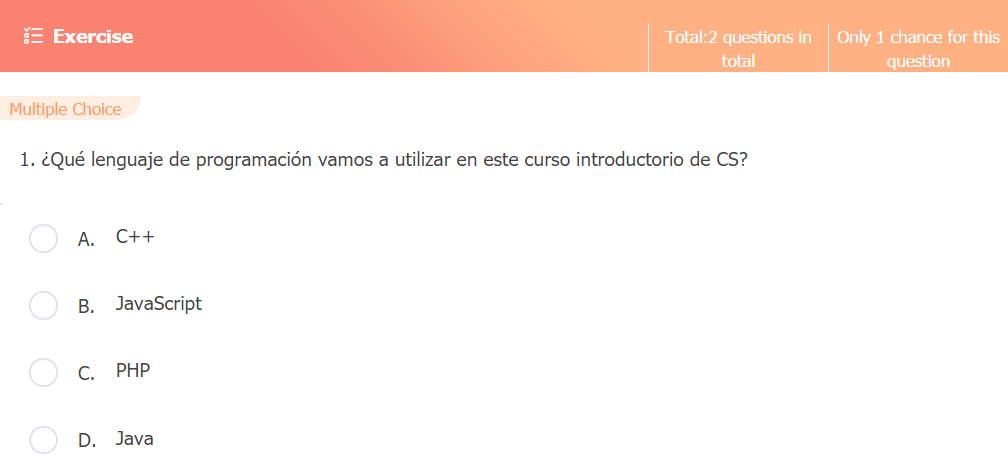 Exercise
Total:2 questions in
total
Only 1 chance for this
question
Multiple Choice
1. ¿Qué lenguaje de programación vamos a utilizar en este curso introductorio de CS?
A. C++
B. JavaScript
C. PHP
D. Java